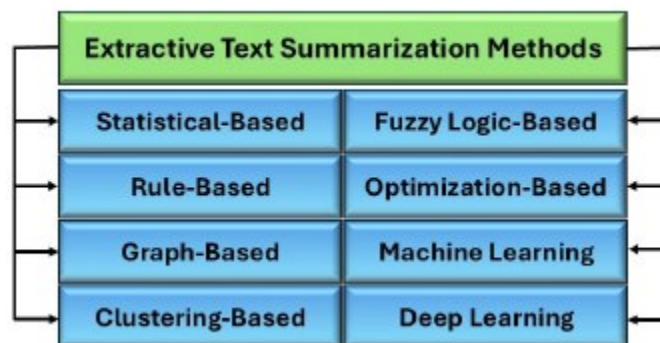 Extractive Text Summarization Methods
Statistical-Based
Fuzzy Logic-Based
Rule-Based
Optimization-Based
Graph-Based
Machine Learning
Clustering-Based
Deep Learning